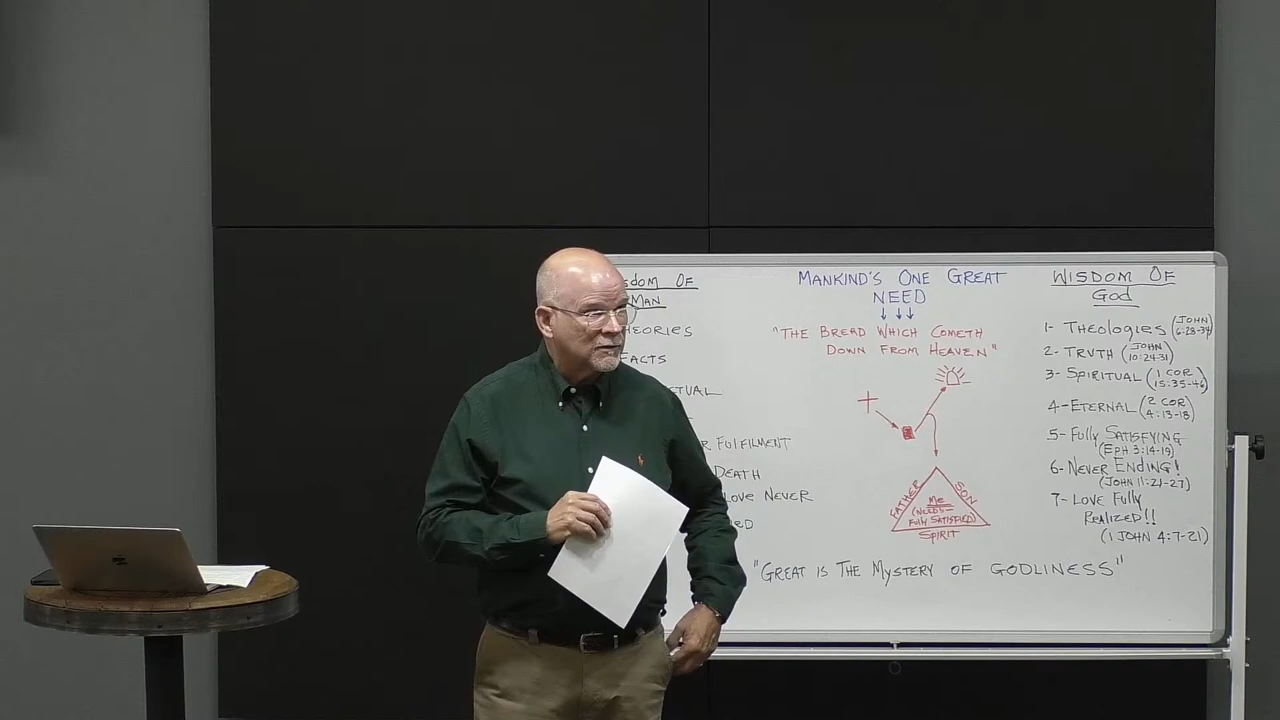 SDOM OF
MAN
HEORIES
FACTS
TUAL
FULFILMENT
DEATH
LOVE NEVER
ED
MANKIND'S ONE GREAT
NEED
"THE BREAD WHICH COMETH
DOWN FROM HEAVEN"
FATHER
SON
ME
(NEEDS-
FULLY SATISFIED)
SPIRIT
WISDOM OF
GOD
1- THEOLOGIES (JOHN
6:28-34)
2- TRUTH (JOHN
10:24-31)
3- SPIRITUAL (1 COR
15:35-46)
4- ETERNAL (2 COR
4:13-18)
5- FULLY SATISFYING
(EPH 3:14-19)
6- NEVER ENDING!
(JOHN 11:21-27)
7- LOVE FULLY
REALIZED!!
(1 JOHN 4:7-21)
"GREAT IS THE MYSTERY OF GODLINESS"